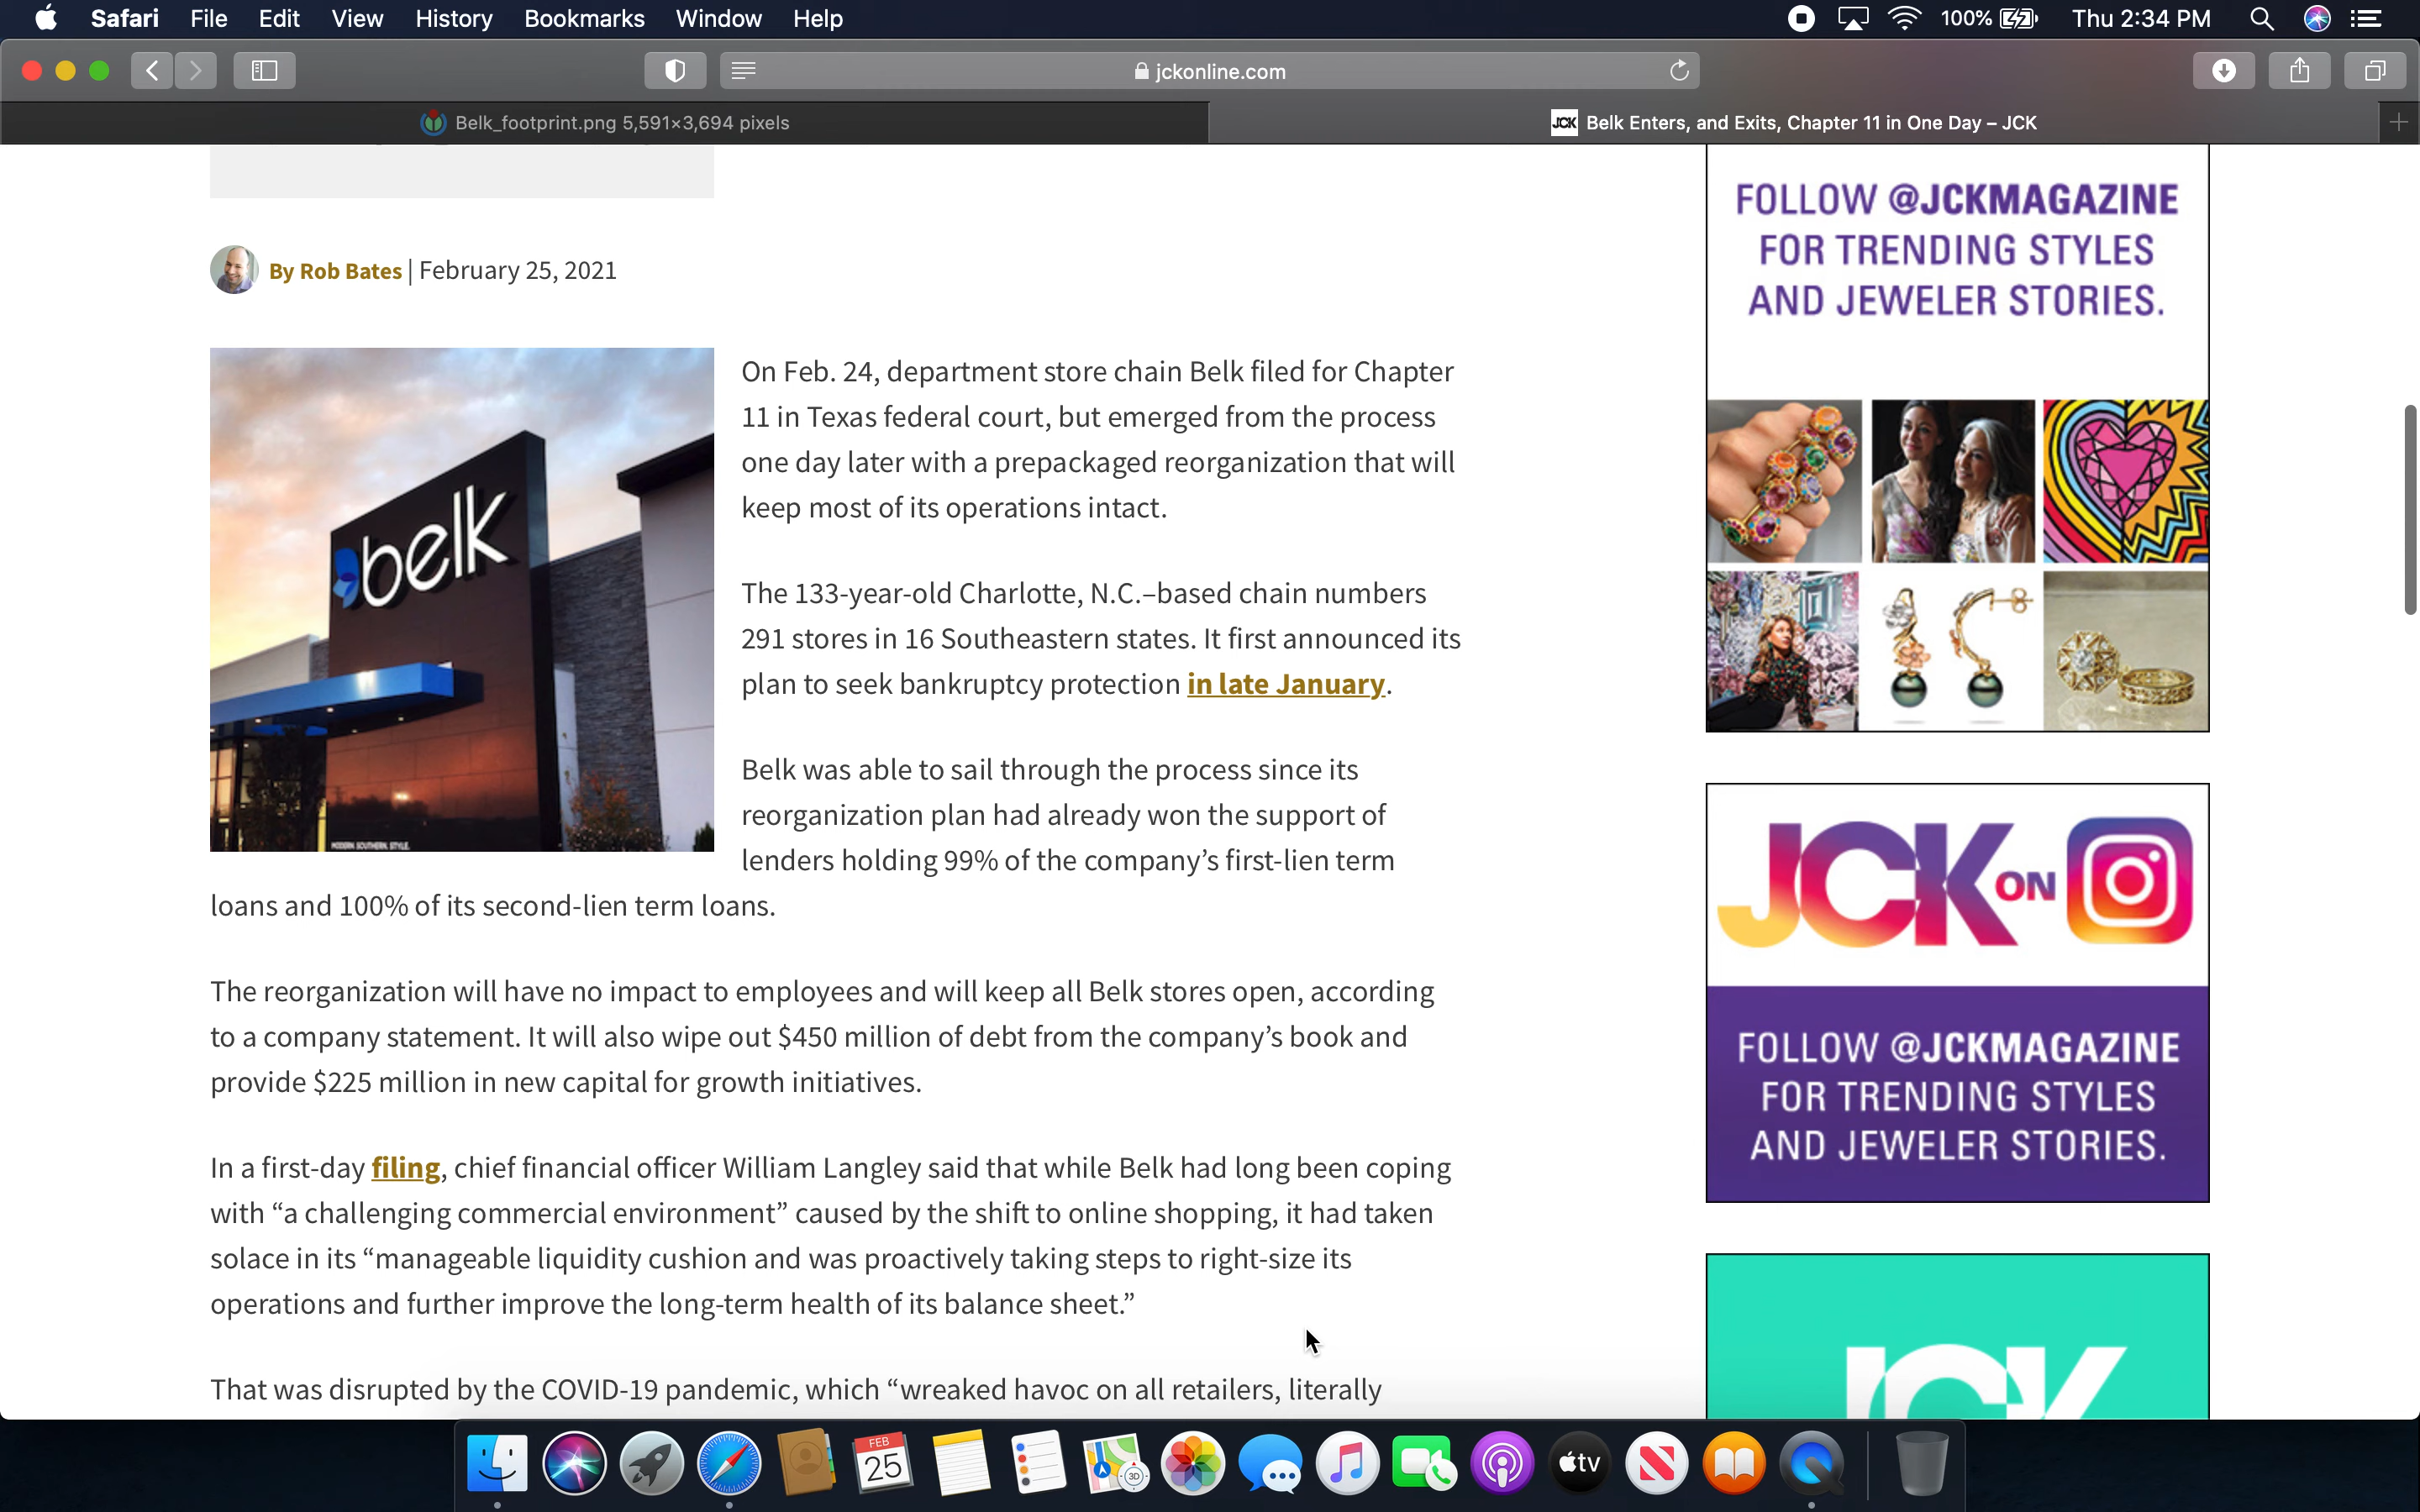 Safari File Edit View History Bookmarks Window Help 100% Thu 2:34 PM
jckonline.com
Belk_footprint.png 5,591×3,694 pixels
JCK Belk Enters, and Exits, Chapter 11 in One Day – JCK
By Rob Bates | February 25, 2021
belk
MODERN. SOUTHERN. STYLE.
On Feb. 24, department store chain Belk filed for Chapter
11 in Texas federal court, but emerged from the process
one day later with a prepackaged reorganization that will
keep most of its operations intact.
The 133-year-old Charlotte, N.C.–based chain numbers
291 stores in 16 Southeastern states. It first announced its
plan to seek bankruptcy protection in late January.
Belk was able to sail through the process since its
reorganization plan had already won the support of
lenders holding 99% of the company’s first-lien term
loans and 100% of its second-lien term loans.
The reorganization will have no impact to employees and will keep all Belk stores open, according
to a company statement. It will also wipe out $450 million of debt from the company’s book and
provide $225 million in new capital for growth initiatives.
In a first-day filing, chief financial officer William Langley said that while Belk had long been coping
with “a challenging commercial environment” caused by the shift to online shopping, it had taken
solace in its “manageable liquidity cushion and was proactively taking steps to right-size its
operations and further improve the long-term health of its balance sheet.”
That was disrupted by the COVID-19 pandemic, which “wreaked havoc on all retailers, literally
FOLLOW @JCKMAGAZINE
FOR TRENDING STYLES
AND JEWELER STORIES.
JCK ON
FOLLOW @JCKMAGAZINE
FOR TRENDING STYLES
AND JEWELER STORIES.
JCK
FEB
25
3D
tv